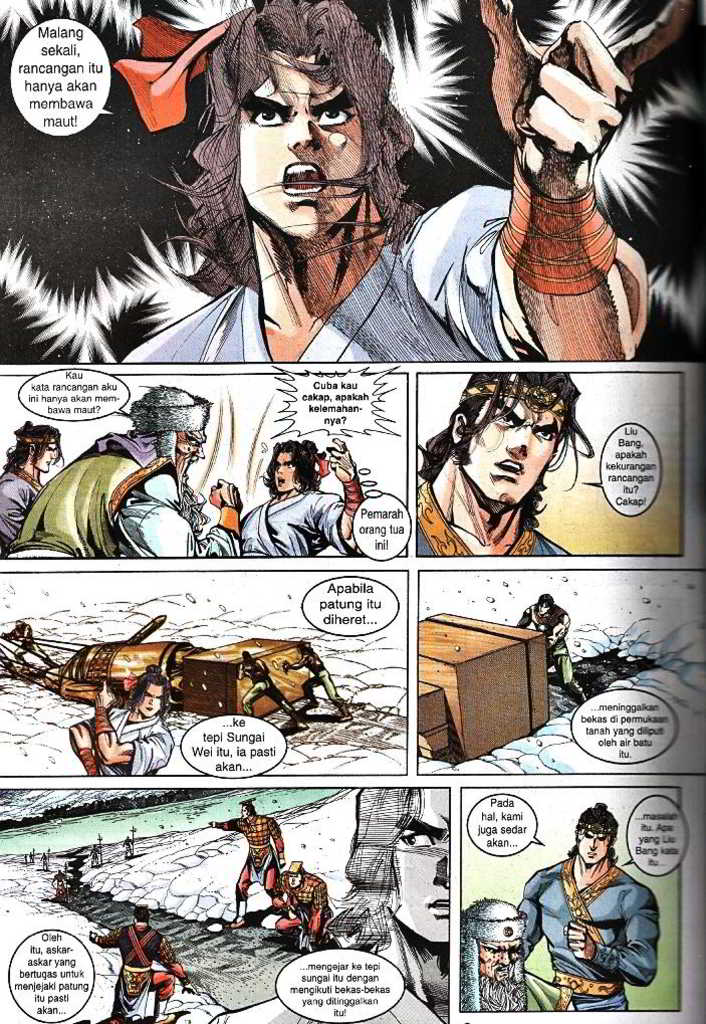 Malang
sekali,
rancangan itu
hanya akan
membawa
maut!
Kau
kata rancangan aku
ini hanya akan mem-
bawa maut?
Cuba kau
cakap, apakah
kelemahan-
nya?
Pemarah
orang tua
ini!
Liu
Bang,
apakah
kekurangan
rancangan
itu?
Cakap!
Apabila
patung itu
diheret...
...ke
tepi Sungai
Wei itu, ia pasti
akan...
...meninggalkan
bekas di permukaan
tanah yang diliputi
oleh air batu
itu.
Oleh
itu, askar-
askar yang
bertugas untuk
menjejaki patung
itu pasti
akan...
...mengejar ke tepi
sungai itu dengan
mengikuti bekas-bekas
yang ditinggalkan
itu!
Pada
hal, kami
juga sedar
akan...
...masalah
itu. Apa
yang Liu
Bang kata
itu...